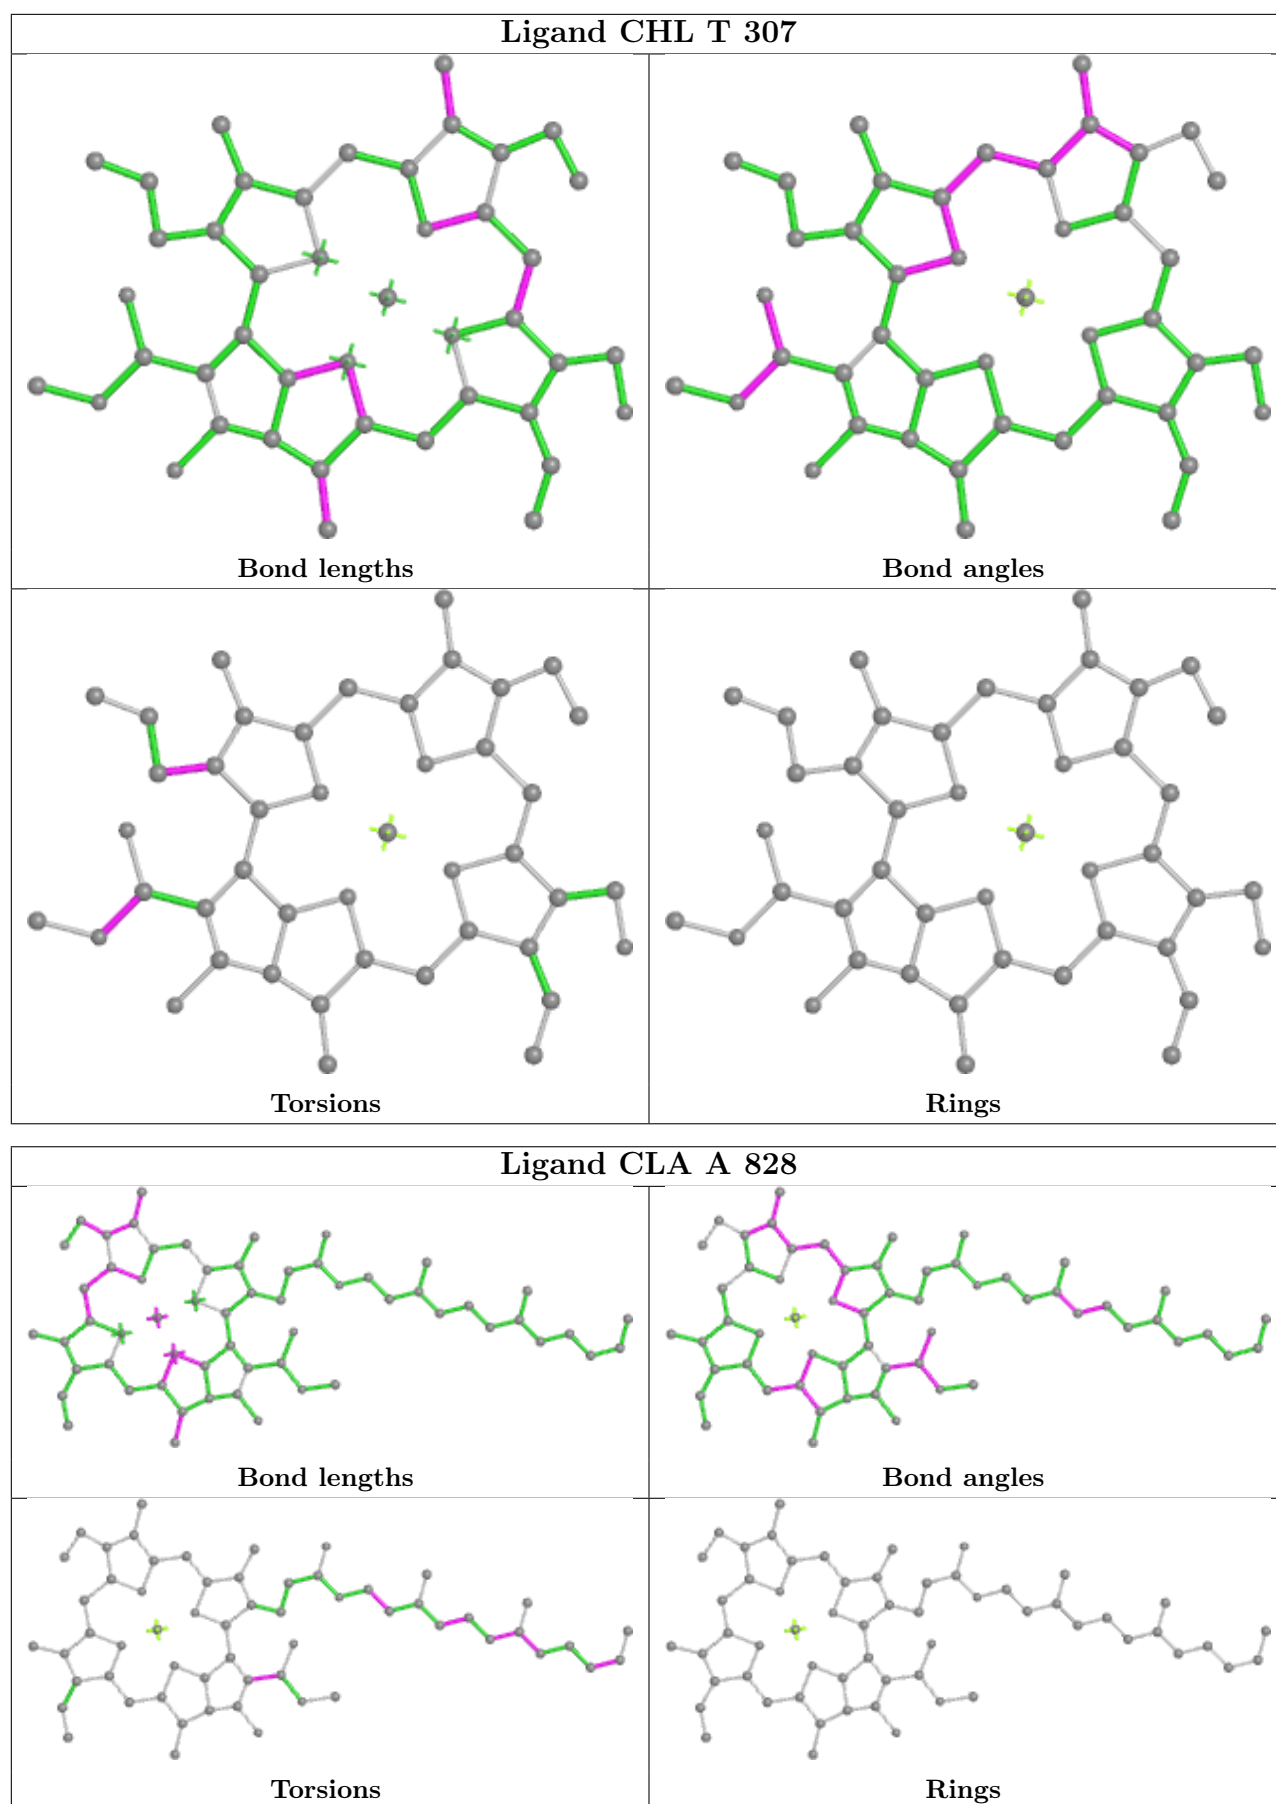 Ligand CHL T 307
Bond lengths
Bond angles
Torsions
Rings
Ligand CLA A 828
Bond lengths
Bond angles
Torsions
Rings